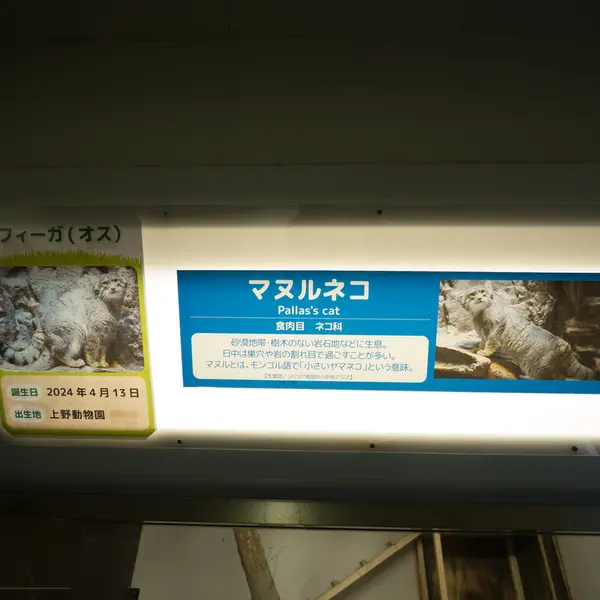 フィーガ(オス)
誕生日 2024年4月13日
出生地 上野動物園
マヌルネコ
Pallas's cat
食肉目 ネコ科
砂漠地帯・樹木のない岩石地などに生息。
日中は巣穴や岩の割れ目で過ごすことが多い。
マヌルとは、モンゴル語で「小さいヤマネコ」という意味。